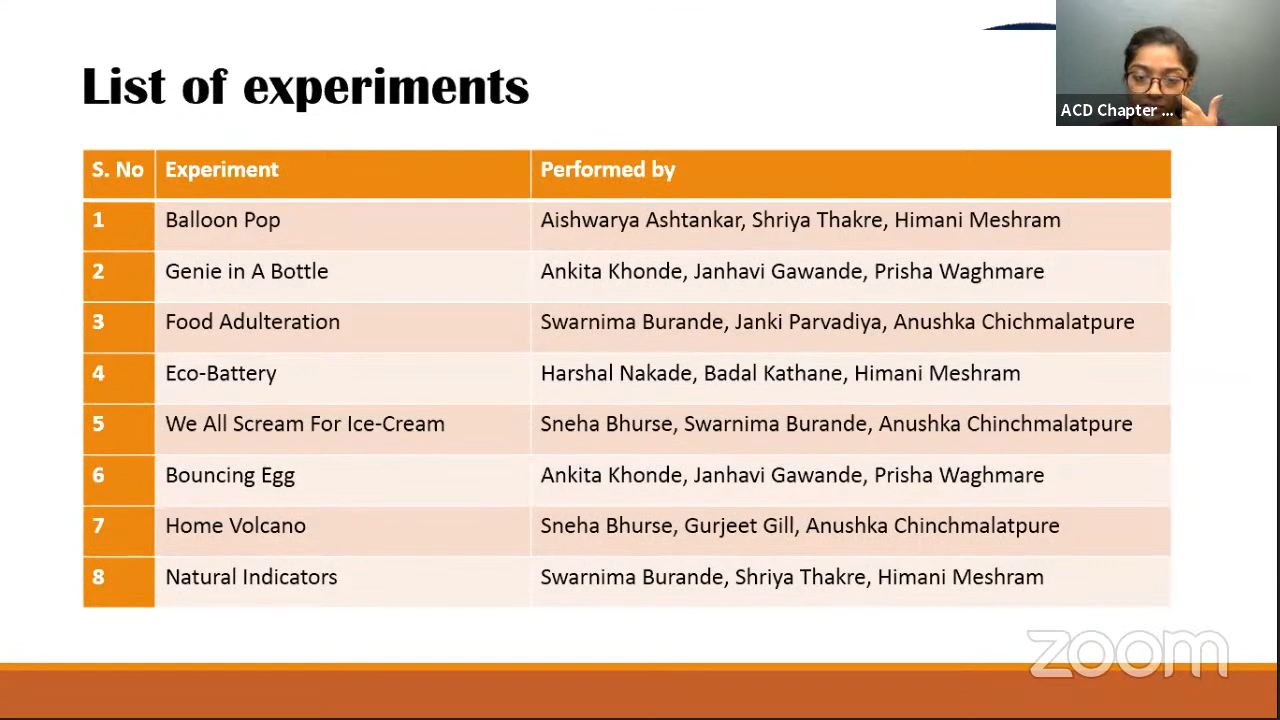 List of experiments
ACD Chapter ...
S. No Experiment Performed by
1 Balloon Pop Aishwarya Ashtankar, Shriya Thakre, Himani Meshram
2 Genie in A Bottle Ankita Khonde, Janhavi Gawande, Prisha Waghmare
3 Food Adulteration Swarnima Burande, Janki Parvadiya, Anushka Chichmalatpure
4 Eco-Battery Harshal Nakade, Badal Kathane, Himani Meshram
5 We All Scream For Ice-Cream Sneha Bhurse, Swarnima Burande, Anushka Chinchmalatpure
6 Bouncing Egg Ankita Khonde, Janhavi Gawande, Prisha Waghmare
7 Home Volcano Sneha Bhurse, Gurjeet Gill, Anushka Chinchmalatpure
8 Natural Indicators Swarnima Burande, Shriya Thakre, Himani Meshram
zoom